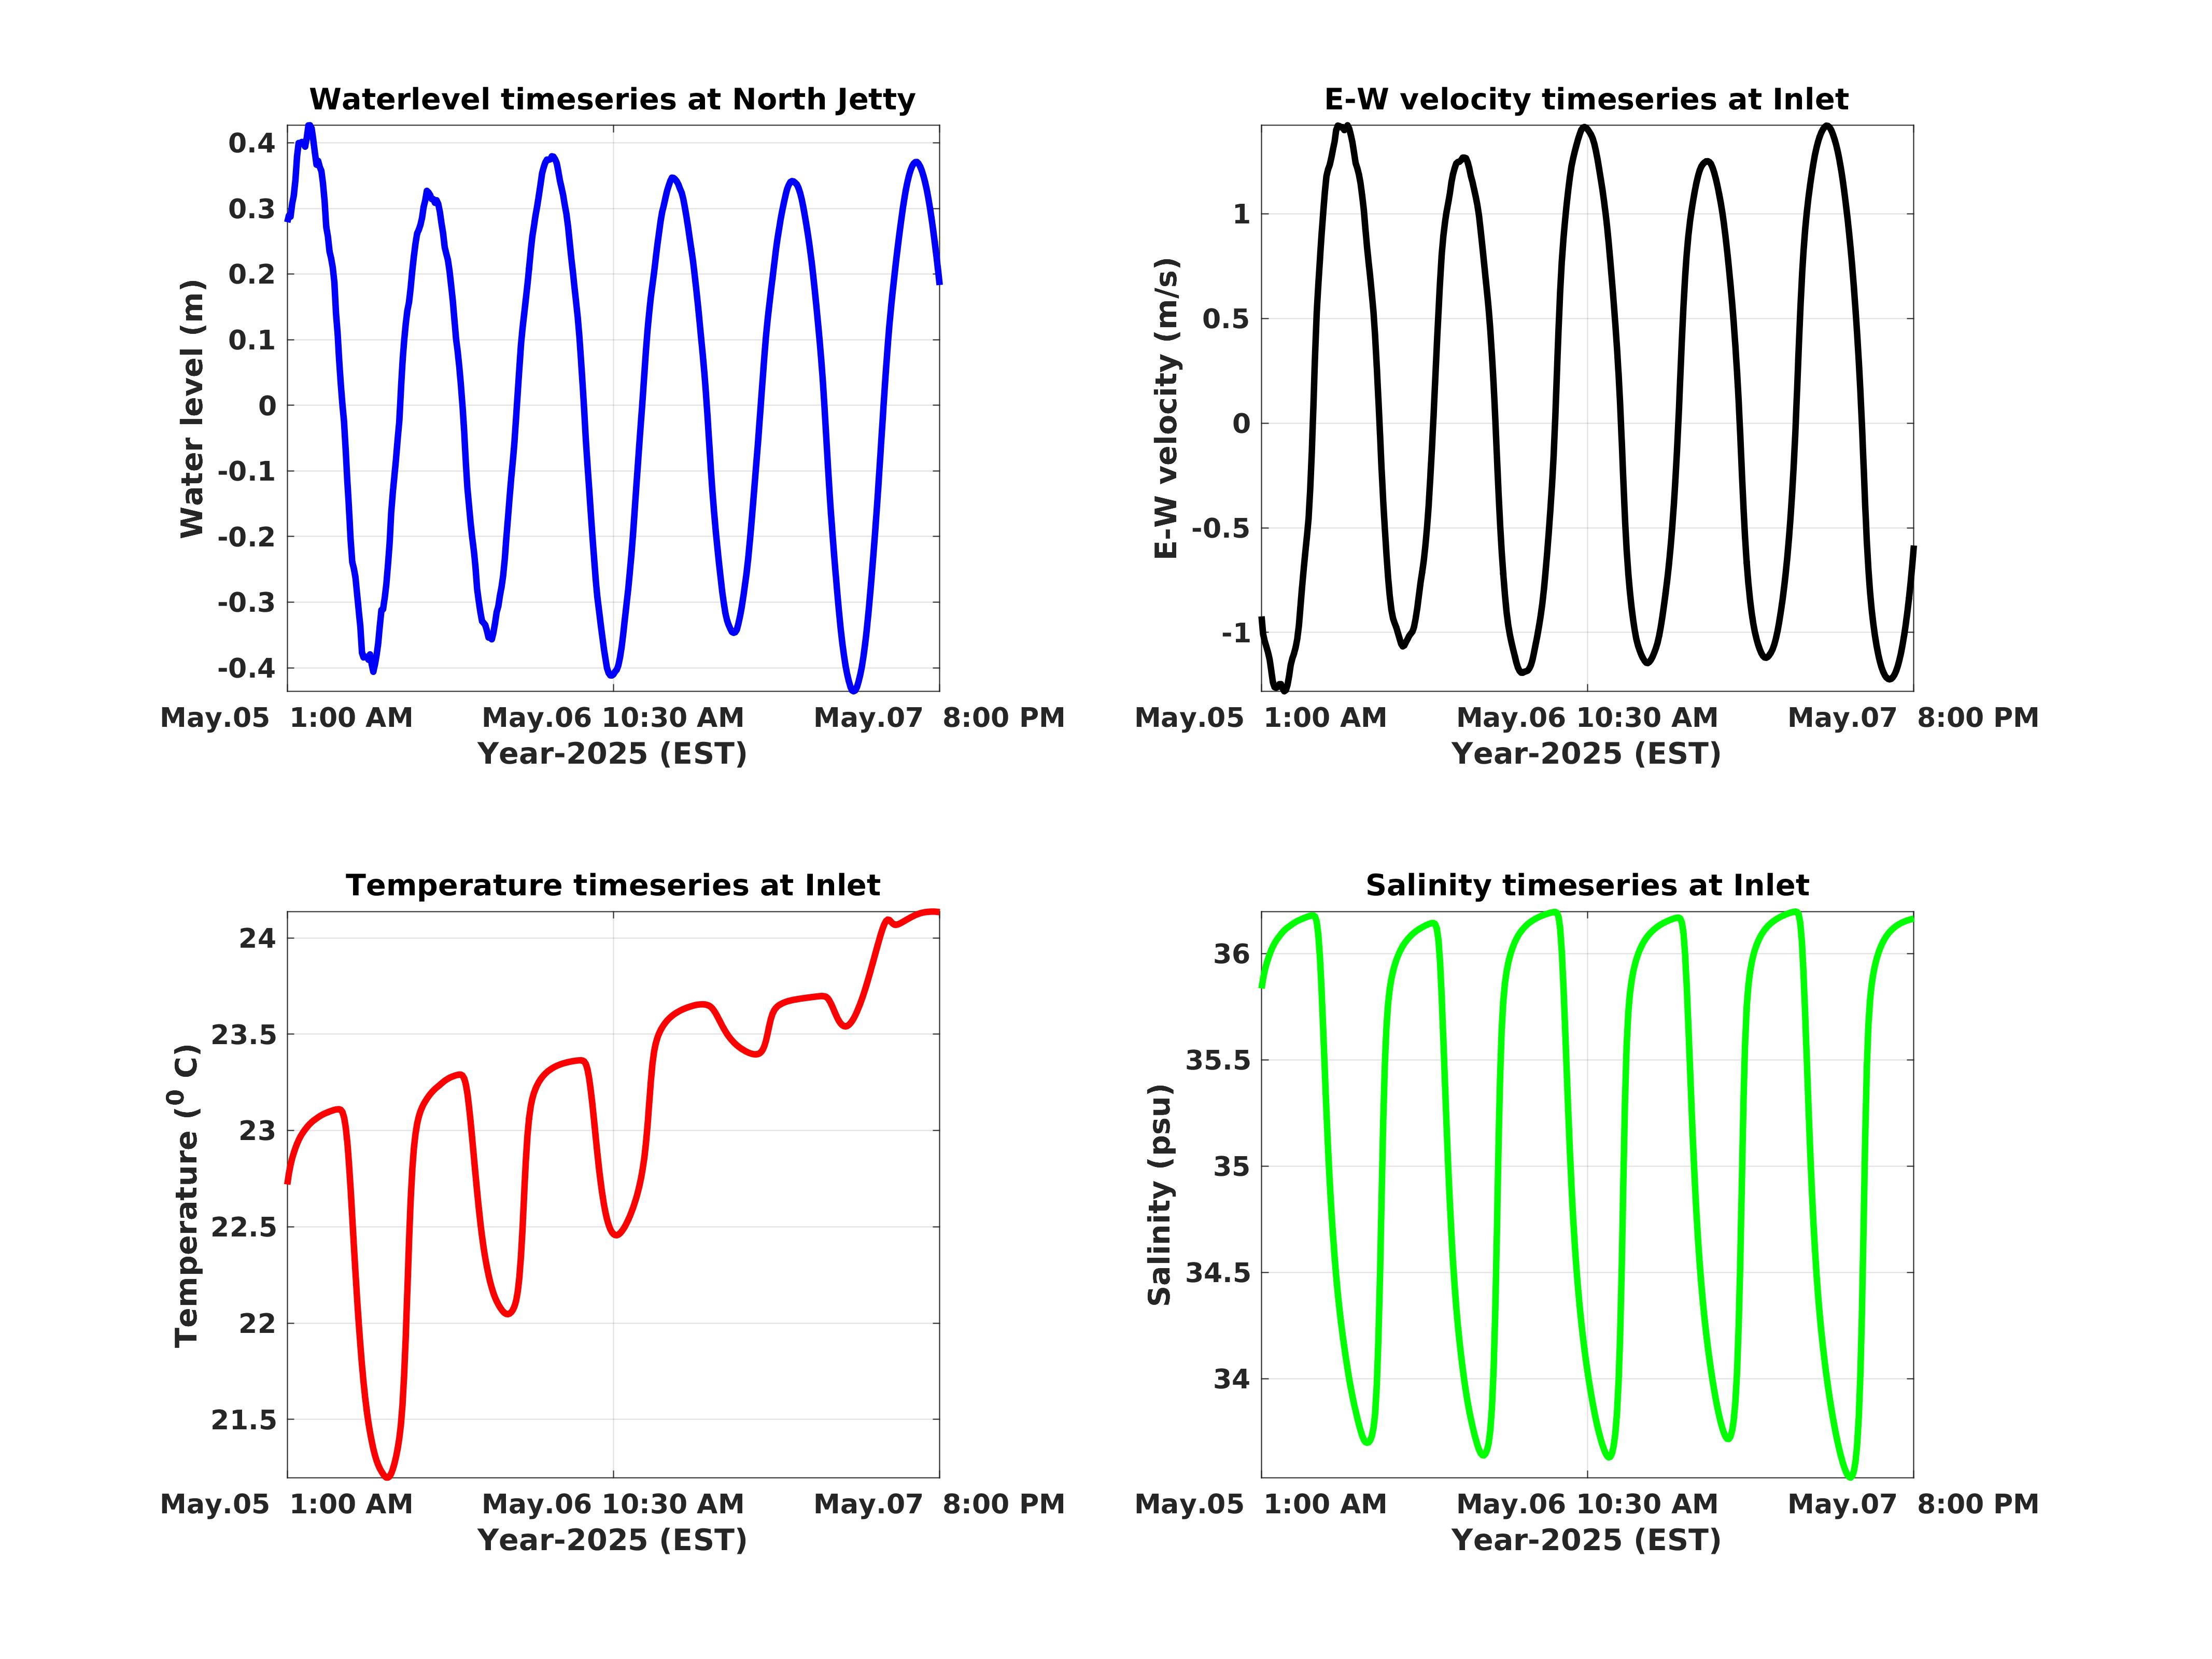 Waterlevel timeseries at North Jetty
0.4
0.3
0.2
0.1
0
-0.1
-0.2
-0.3
-0.4
Water level (m)
May.05 1:00 AM May.06 10:30 AM May.07 8:00 PM
Year-2025 (EST)
E-W velocity timeseries at Inlet
1
0.5
0
-0.5
-1
E-W velocity (m/s)
May.05 1:00 AM May.06 10:30 AM May.07 8:00 PM
Year-2025 (EST)
Temperature timeseries at Inlet
24
23.5
23
22.5
22
21.5
Temperature (⁰ C)
May.05 1:00 AM May.06 10:30 AM May.07 8:00 PM
Year-2025 (EST)
Salinity timeseries at Inlet
36
35.5
35
34.5
34
Salinity (psu)
May.05 1:00 AM May.06 10:30 AM May.07 8:00 PM
Year-2025 (EST)